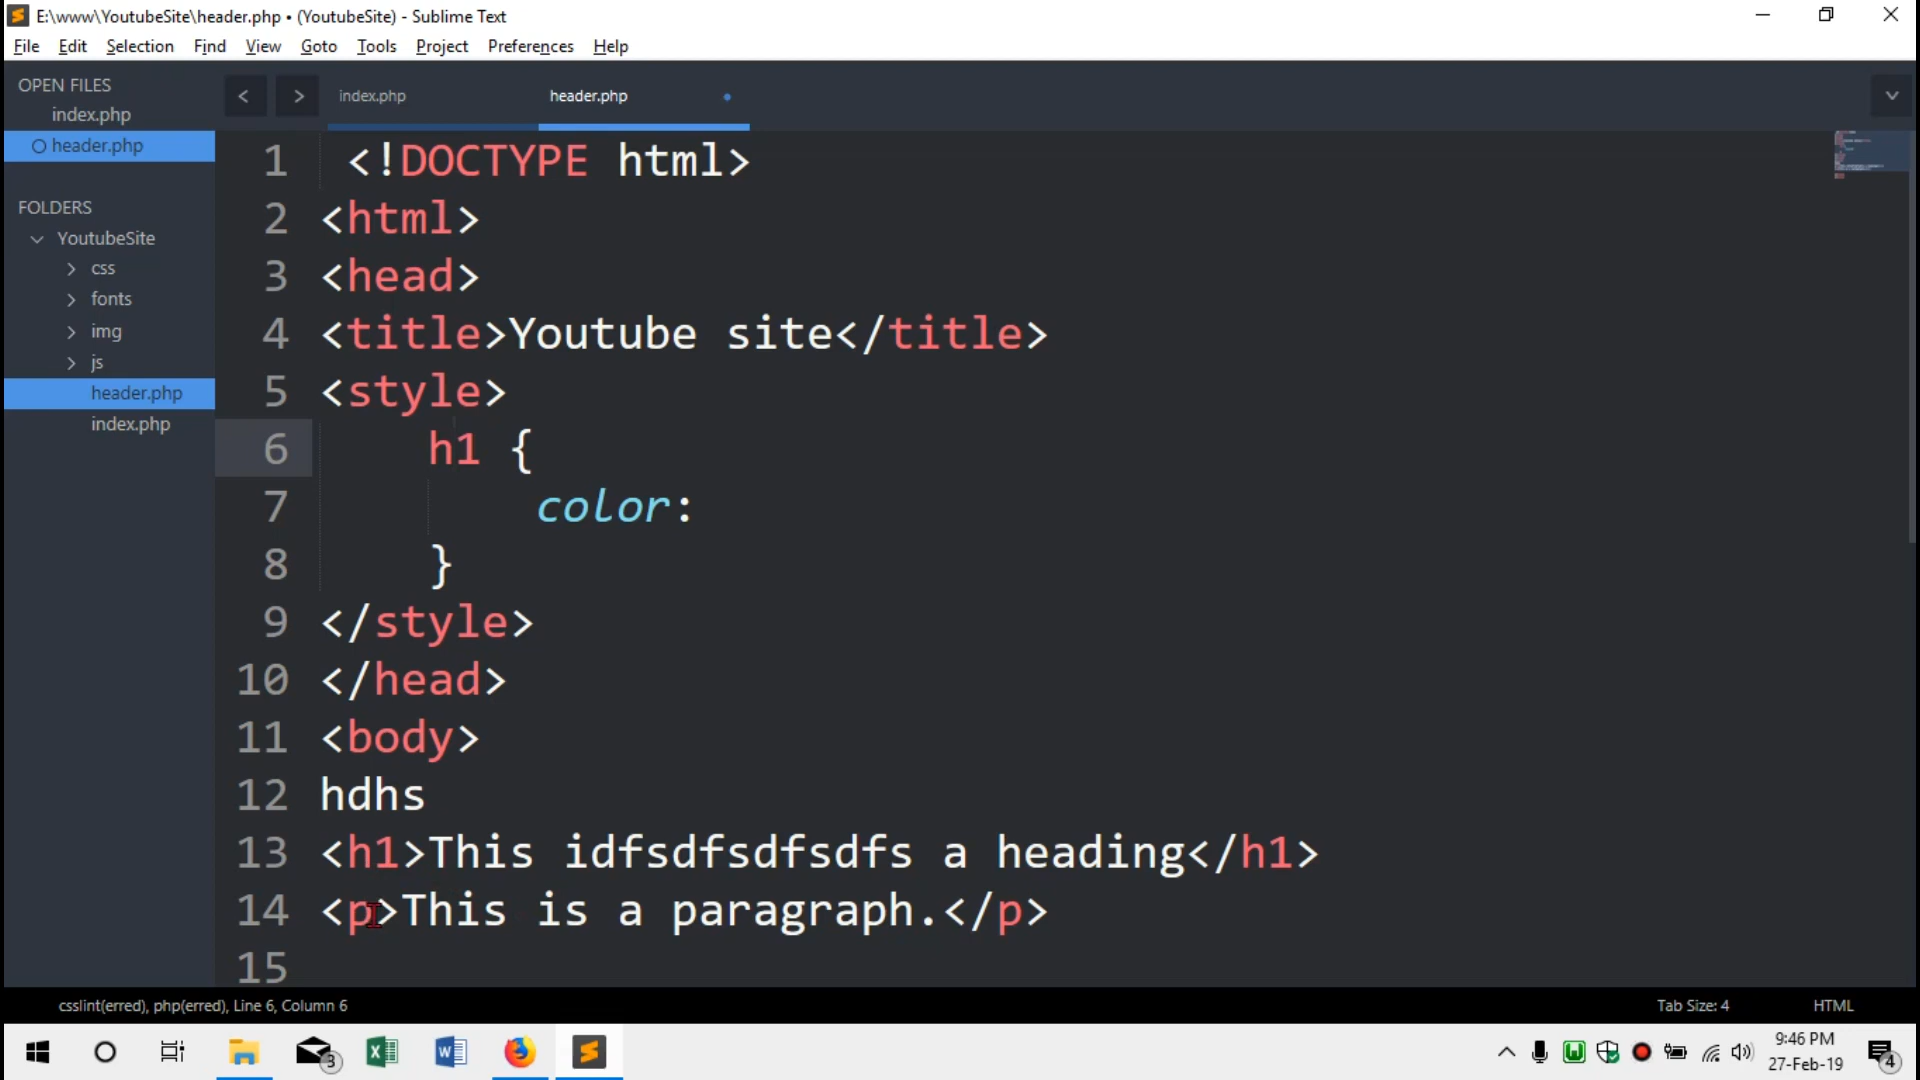 E:\www\YoutubeSite\header.php • (YoutubeSite) - Sublime Text
File Edit Selection Find View Goto Tools Project Preferences Help
OPEN FILES
index.php
header.php
FOLDERS
YoutubeSite
css
fonts
img
js
header.php
index.php
index.php header.php
1 <!DOCTYPE html>
2 <html>
3 <head>
4 <title>Youtube site</title>
5 <style>
6 h1 {
7 color:
8 }
9 </style>
10 </head>
11 <body>
12 hdhs
13 <h1>This idfsdfsdfsdfs a heading</h1>
14 <p>This is a paragraph.</p>
15
csslint(erred), php(erred), Line 6, Column 6 Tab Size: 4 HTML
3
9:46 PM
27-Feb-19
4